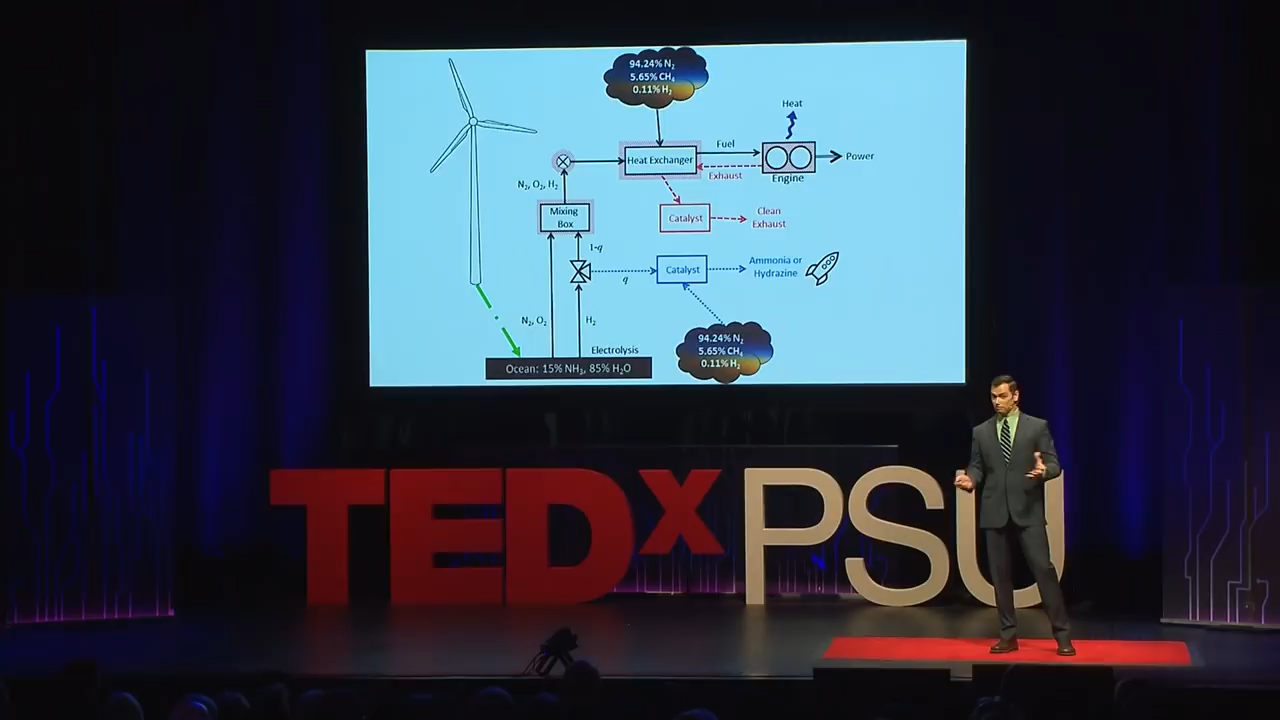 94.24% N₂
5.65% CH₄
0.11% H₂
Heat
Fuel
Heat Exchanger
Power
Exhaust
Engine
N₂, O₂, H₂
Mixing
Box
Catalyst
Clean
Exhaust
1-q
q
Catalyst
Ammonia or
Hydrazine
N₂, O₂
H₂
94.24% N₂
5.65% CH₄
0.11% H₂
Electrolysis
Ocean: 15% NH₃, 85% H₂O
TEDx PSU